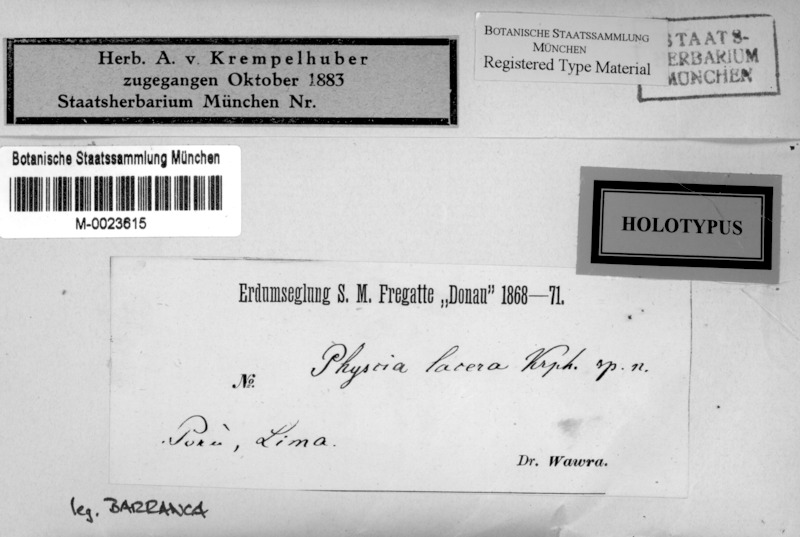 Herb. A. v. Krempelhuber
zugegangen Oktober 1883
Staatsherbarium München Nr.
BOTANISCHE STAATSSAMMLUNG
MÜNCHEN
Registered Type Material
STAATS-
HERBARIUM
MÜNCHEN
Botanische Staatssammlung München
M-0023615
HOLOTYPUS
Erdumseglung S. M. Fregatte „Donau" 1868—71.
Physcia lacera Krph. sp. n.
No.
Perù, Lima.
Dr. Wawra.
leg. BARRANCA